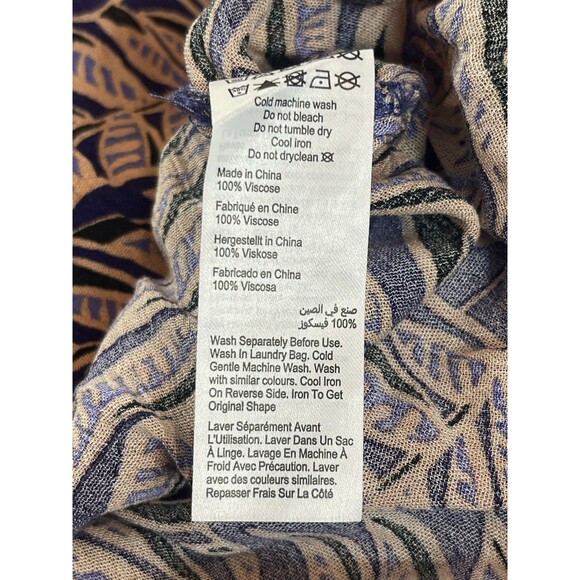 Cold machine wash
Do not bleach
Do not tumble dry
Cool iron
Do not dryclean
Made in China
100% Viscose
Fabriqué en Chine
100% Viscose
Hergestellt in China
100% Viskose
Fabricado en China
100% Viscosa
صنع في الصين
100% فيسكوز
Wash Separately Before Use.
Wash In Laundry Bag. Cold
Gentle Machine Wash. Wash
with similar colours. Cool Iron
On Reverse Side. Iron To Get
Original Shape
Laver Séparément Avant
L'Utilisation. Laver Dans Un Sac
À Linge. Lavage En Machine À
Froid Avec Précaution. Laver
avec des couleurs similaires.
Repasser Frais Sur La Côté